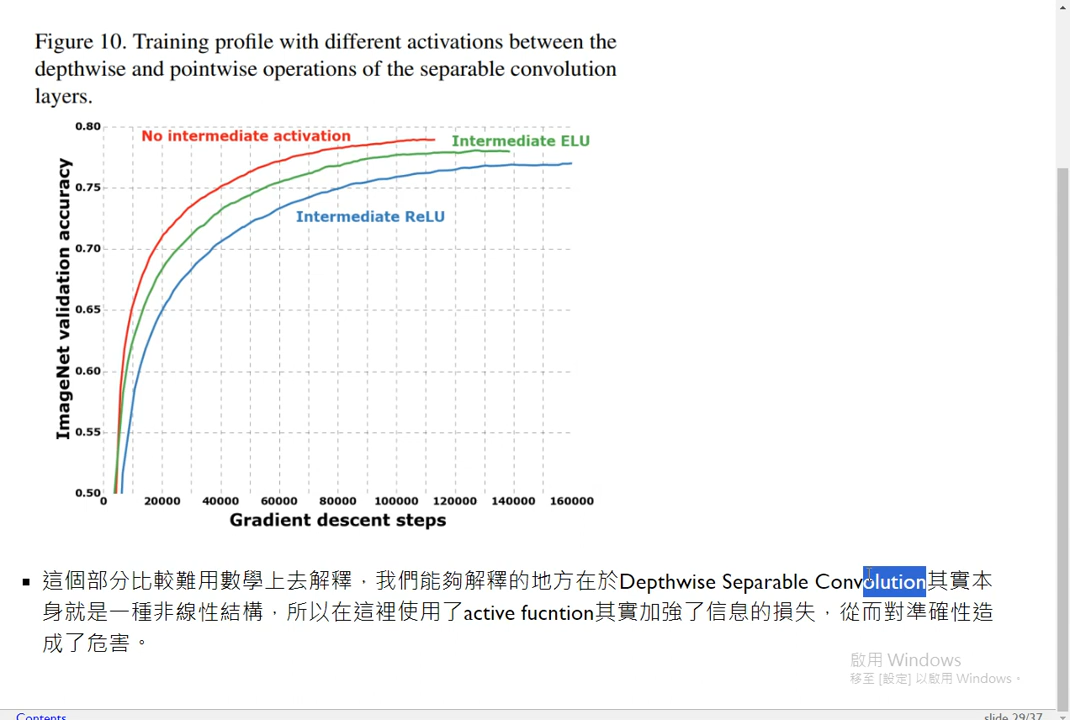 Figure 10. Training profile with different activations between the
depthwise and pointwise operations of the separable convolution
layers.
0.80
No intermediate activation
Intermediate ELU
0.75
Intermediate ReLU
0.70
0.65
0.60
0.55
0.50
ImageNet validation accuracy
0 20000 40000 60000 80000 100000 120000 140000 160000
Gradient descent steps
▪ 這個部分比較難用數學上去解釋，我們能夠解釋的地方在於Depthwise Separable Convolution其實本
身就是一種非線性結構，所以在這裡使用了active fucntion其實加強了信息的損失，從而對準確性造
成了危害。
啟用 Windows
移至 [設定] 以啟用 Windows。
Contents
slide 29/37